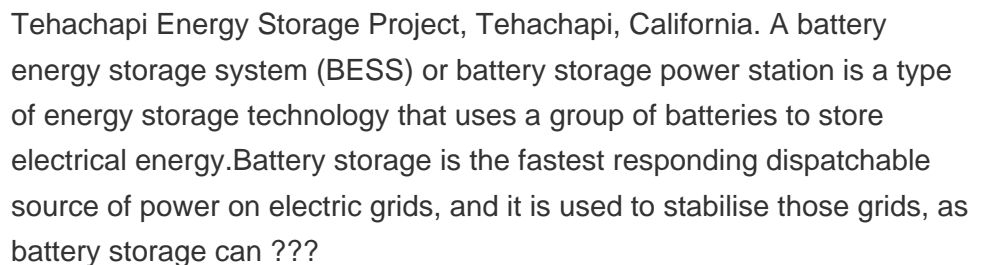 Tehachapi Energy Storage Project, Tehachapi, California. A battery
energy storage system (BESS) or battery storage power station is a type
of energy storage technology that uses a group of batteries to store
electrical energy.Battery storage is the fastest responding dispatchable
source of power on electric grids, and it is used to stabilise those grids, as
battery storage can ???